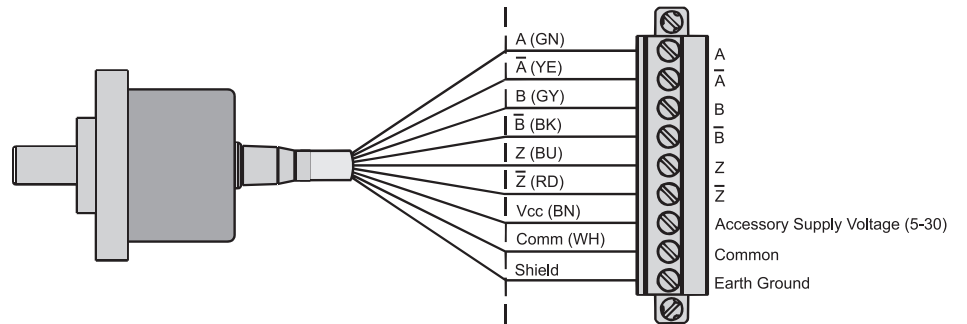 A (GN) A
A̅ (YE) A̅
B (GY) B
B̅ (BK) B̅
Z (BU) Z
Z̅ (RD) Z̅
Vcc (BN) Accessory Supply Voltage (5-30)
Comm (WH) Common
Shield Earth Ground